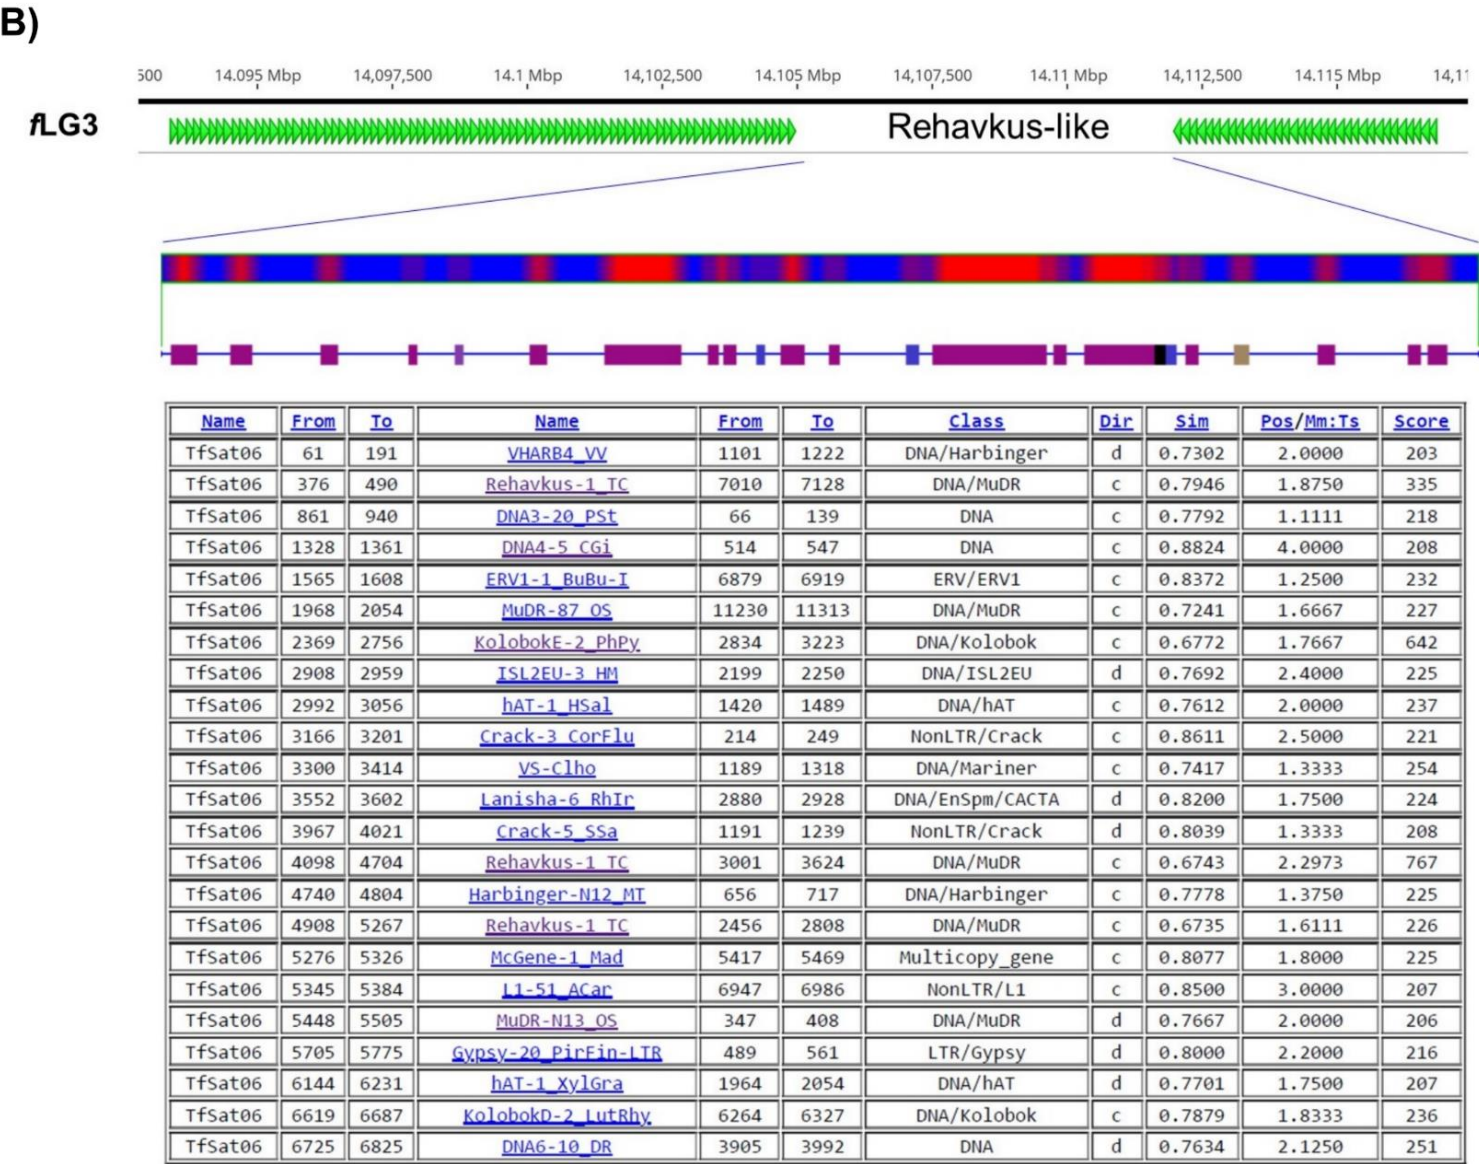 B)
500 14.095 Mbp 14,097,500 14.1 Mbp 14,102,500 14.105 Mbp 14,107,500 14.11 Mbp 14,112,500 14.115 Mbp 14,11
fLG3 Rehavkus-like
Name From To Name From To Class Dir Sim Pos/Mm:Ts Score
TfSat06 61 191 VHARB4_VV 1101 1222 DNA/Harbinger d 0.7302 2.0000 203
TfSat06 376 490 Rehavkus-1_TC 7010 7128 DNA/MuDR c 0.7946 1.8750 335
TfSat06 861 940 DNA3-20_PSt 66 139 DNA c 0.7792 1.1111 218
TfSat06 1328 1361 DNA4-5_CGi 514 547 DNA c 0.8824 4.0000 208
TfSat06 1565 1608 ERV1-1_BuBu-I 6879 6919 ERV/ERV1 c 0.8372 1.2500 232
TfSat06 1968 2054 MuDR-87_OS 11230 11313 DNA/MuDR c 0.7241 1.6667 227
TfSat06 2369 2756 KolobokE-2_PhPy 2834 3223 DNA/Kolobok c 0.6772 1.7667 642
TfSat06 2908 2959 ISL2EU-3_HM 2199 2250 DNA/ISL2EU d 0.7692 2.4000 225
TfSat06 2992 3056 hAT-1_HSal 1420 1489 DNA/hAT c 0.7612 2.0000 237
TfSat06 3166 3201 Crack-3_CorFlu 214 249 NonLTR/Crack c 0.8611 2.5000 221
TfSat06 3300 3414 VS-Clho 1189 1318 DNA/Mariner c 0.7417 1.3333 254
TfSat06 3552 3602 Lanisha-6_RhIr 2880 2928 DNA/EnSpm/CACTA d 0.8200 1.7500 224
TfSat06 3967 4021 Crack-5_SSa 1191 1239 NonLTR/Crack d 0.8039 1.3333 208
TfSat06 4098 4704 Rehavkus-1_TC 3001 3624 DNA/MuDR c 0.6743 2.2973 767
TfSat06 4740 4804 Harbinger-N12_MT 656 717 DNA/Harbinger c 0.7778 1.3750 225
TfSat06 4908 5267 Rehavkus-1_TC 2456 2808 DNA/MuDR c 0.6735 1.6111 226
TfSat06 5276 5326 McGene-1_Mad 5417 5469 Multicopy_gene c 0.8077 1.8000 225
TfSat06 5345 5384 L1-51_ACar 6947 6986 NonLTR/L1 c 0.8500 3.0000 207
TfSat06 5448 5505 MuDR-N13_OS 347 408 DNA/MuDR d 0.7667 2.0000 206
TfSat06 5705 5775 Gypsy-20_PirFin-LTR 489 561 LTR/Gypsy d 0.8000 2.2000 216
TfSat06 6144 6231 hAT-1_XylGra 1964 2054 DNA/hAT d 0.7701 1.7500 207
TfSat06 6619 6687 KolobokD-2_LutRhy 6264 6327 DNA/Kolobok c 0.7879 1.8333 236
TfSat06 6725 6825 DNA6-10_DR 3905 3992 DNA d 0.7634 2.1250 251